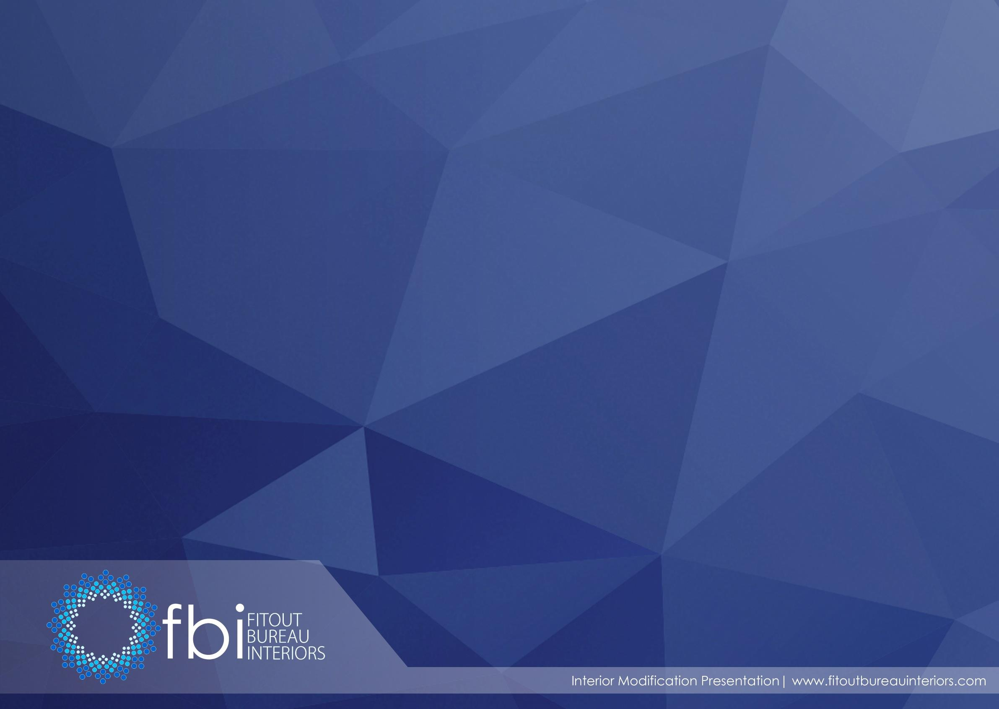 fbi
FITOUT
BUREAU
INTERIORS
Interior Modification Presentation| www.fitoutbureauinteriors.com